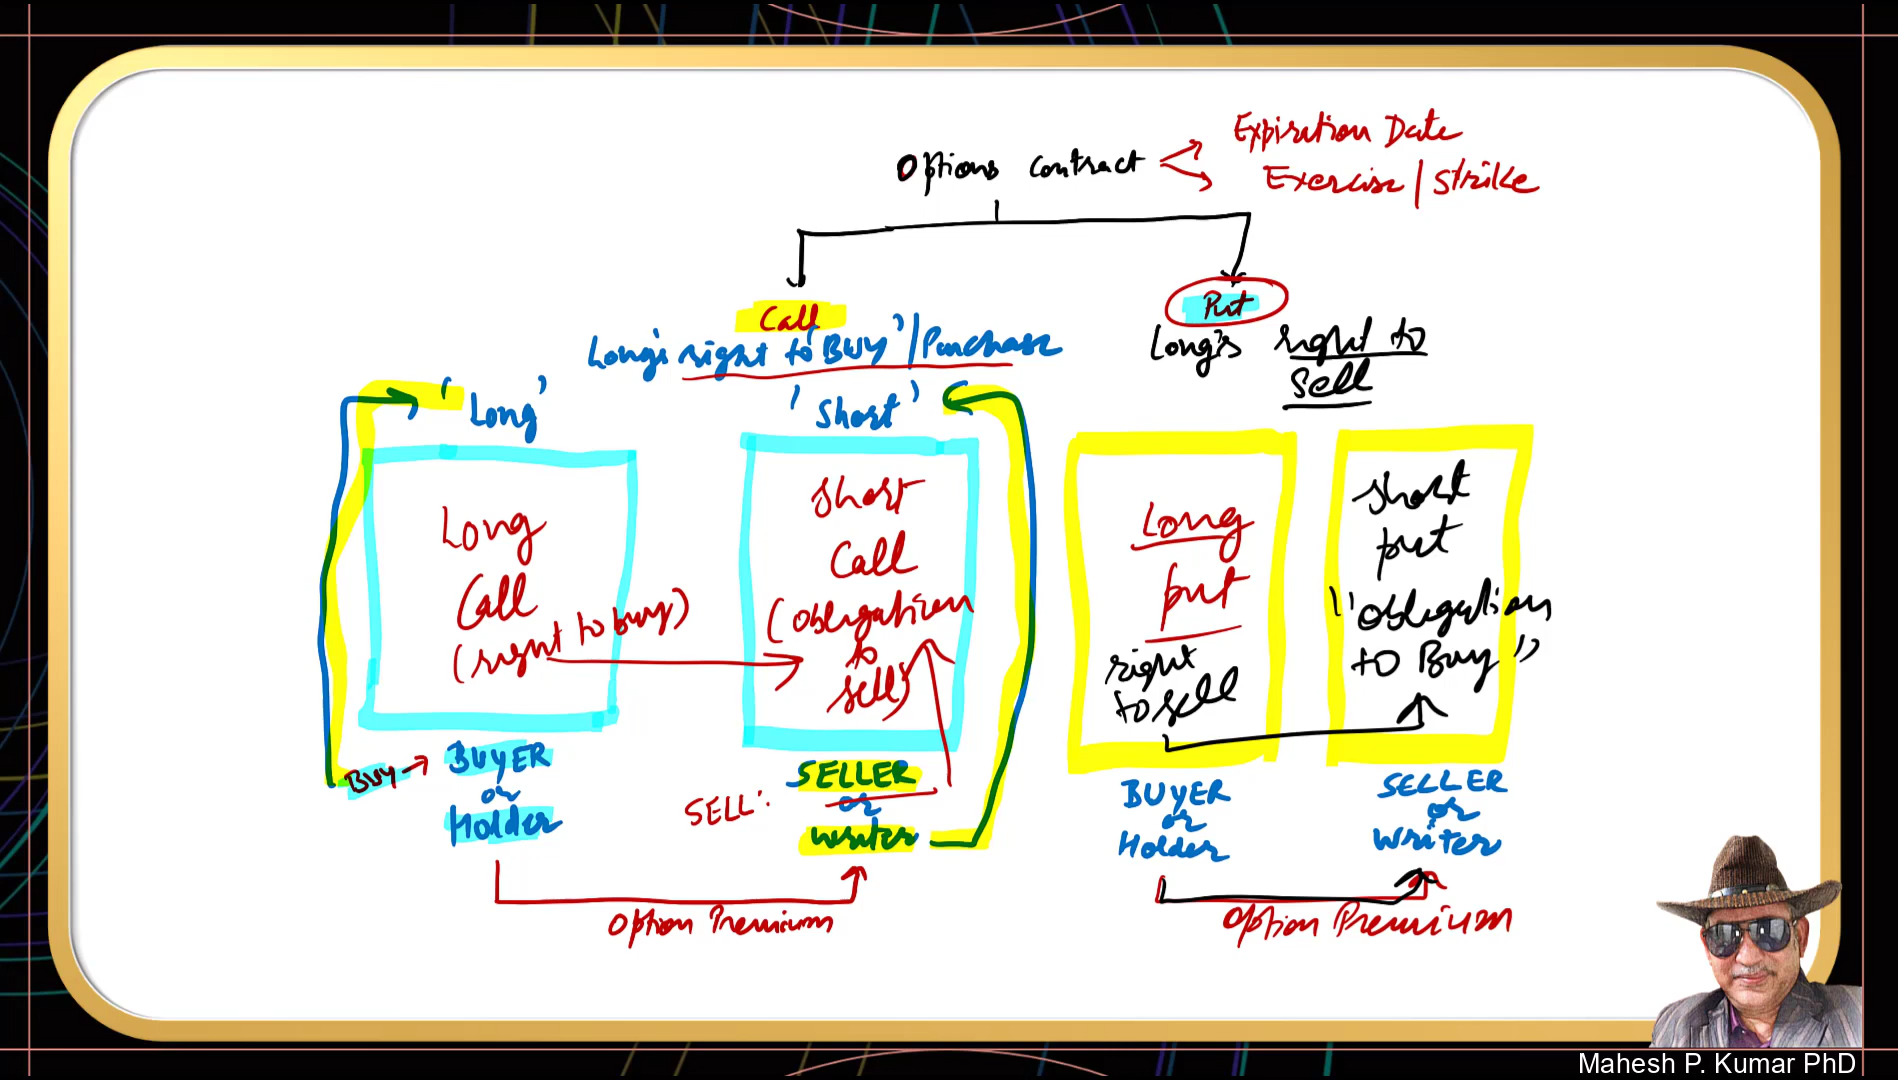 Options contract
Expiration Date
Exercise / Strike
Call
Long's right to 'Buy' / Purchase
Put
Long's right to
Sell
'Long'
'Short'
Long
Call
(right to buy)
Short
Call
(obligation
to
sell)
Long
put
right
to sell
Short
put
"obligation
to Buy"
Buy → BUYER
or
Holder
SELL:
SELLER
or
writer
BUYER
or
Holder
SELLER
or
Writer
Option Premium
Option Premium
Mahesh P. Kumar PhD